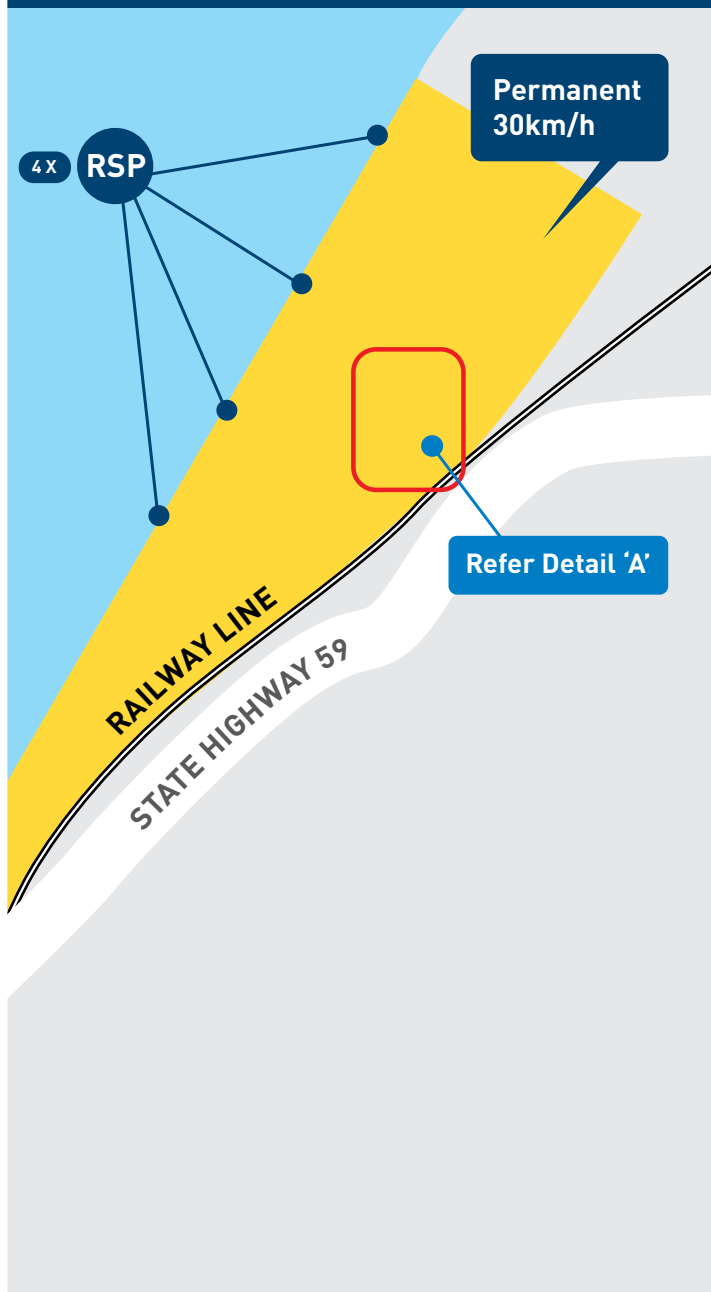 Permanent
30km/h
4 X
RSP
Refer Detail ‘A’
RAILWAY LINE
STATE HIGHWAY 59